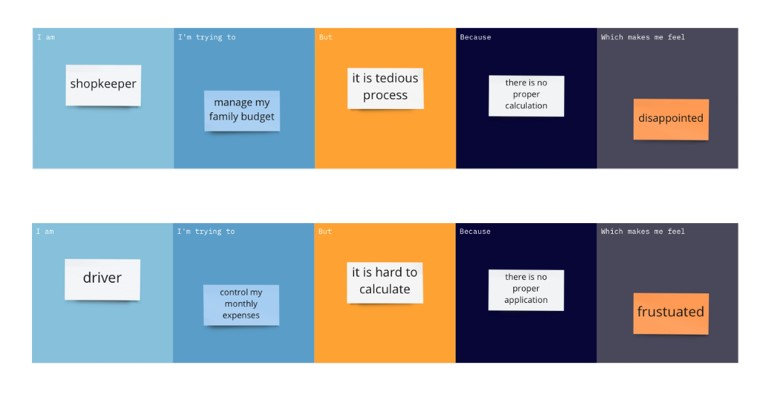 I am
I'm trying to
But
Because
Which makes me feel
shopkeeper
manage my
family budget
it is tedious
process
there is no
proper
calculation
disappointed
I am
I'm trying to
But
Because
Which makes me feel
driver
control my
monthly
expenses
it is hard to
calculate
there is no
proper
application
frustuated